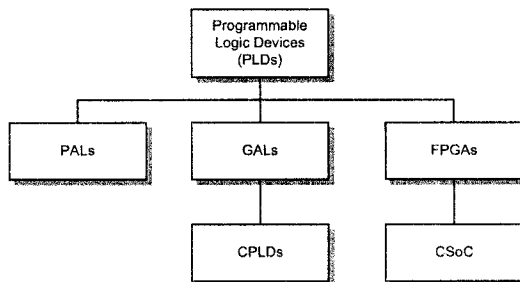 Programmable
Logic Devices
(PLDs)
PALs
GALs
FPGAs
CPLDs
CSoC